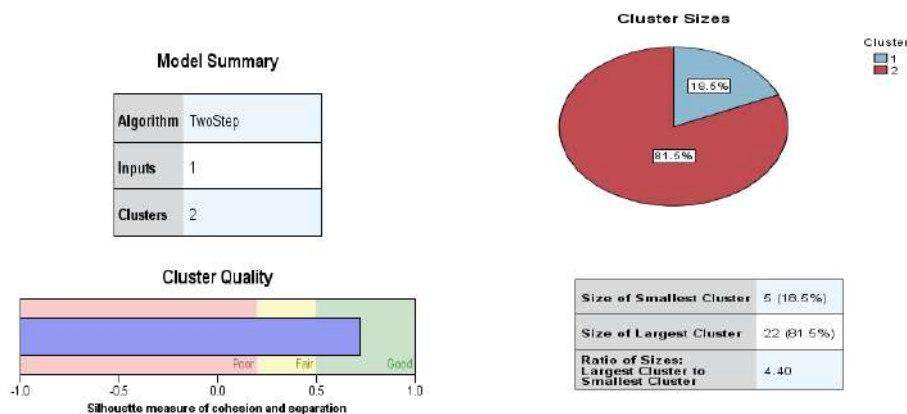 Model Summary
Algorithm TwoStep
Inputs 1
Clusters 2
Cluster Quality
Poor Fair Good
-1.0 -0.5 0.0 0.5 1.0
Silhouette measure of cohesion and separation
Cluster Sizes
Cluster
1
2
18.5%
81.5%
Size of Smallest Cluster 5 (18.5%)
Size of Largest Cluster 22 (81.5%)
Ratio of Sizes:
Largest Cluster to
Smallest Cluster 4.40